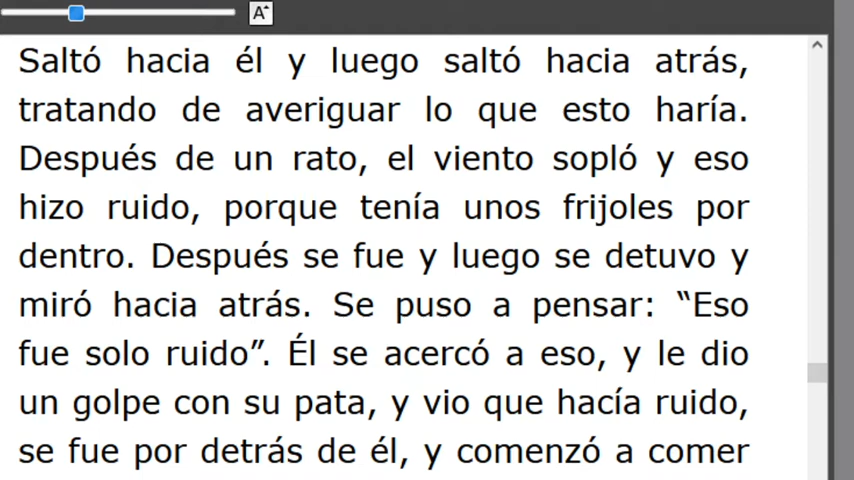 A
Saltó hacia él y luego saltó hacia atrás,
tratando de averiguar lo que esto haría.
Después de un rato, el viento sopló y eso
hizo ruido, porque tenía unos frijoles por
dentro. Después se fue y luego se detuvo y
miró hacia atrás. Se puso a pensar: “Eso
fue solo ruido”. Él se acercó a eso, y le dio
un golpe con su pata, y vio que hacía ruido,
se fue por detrás de él, y comenzó a comer